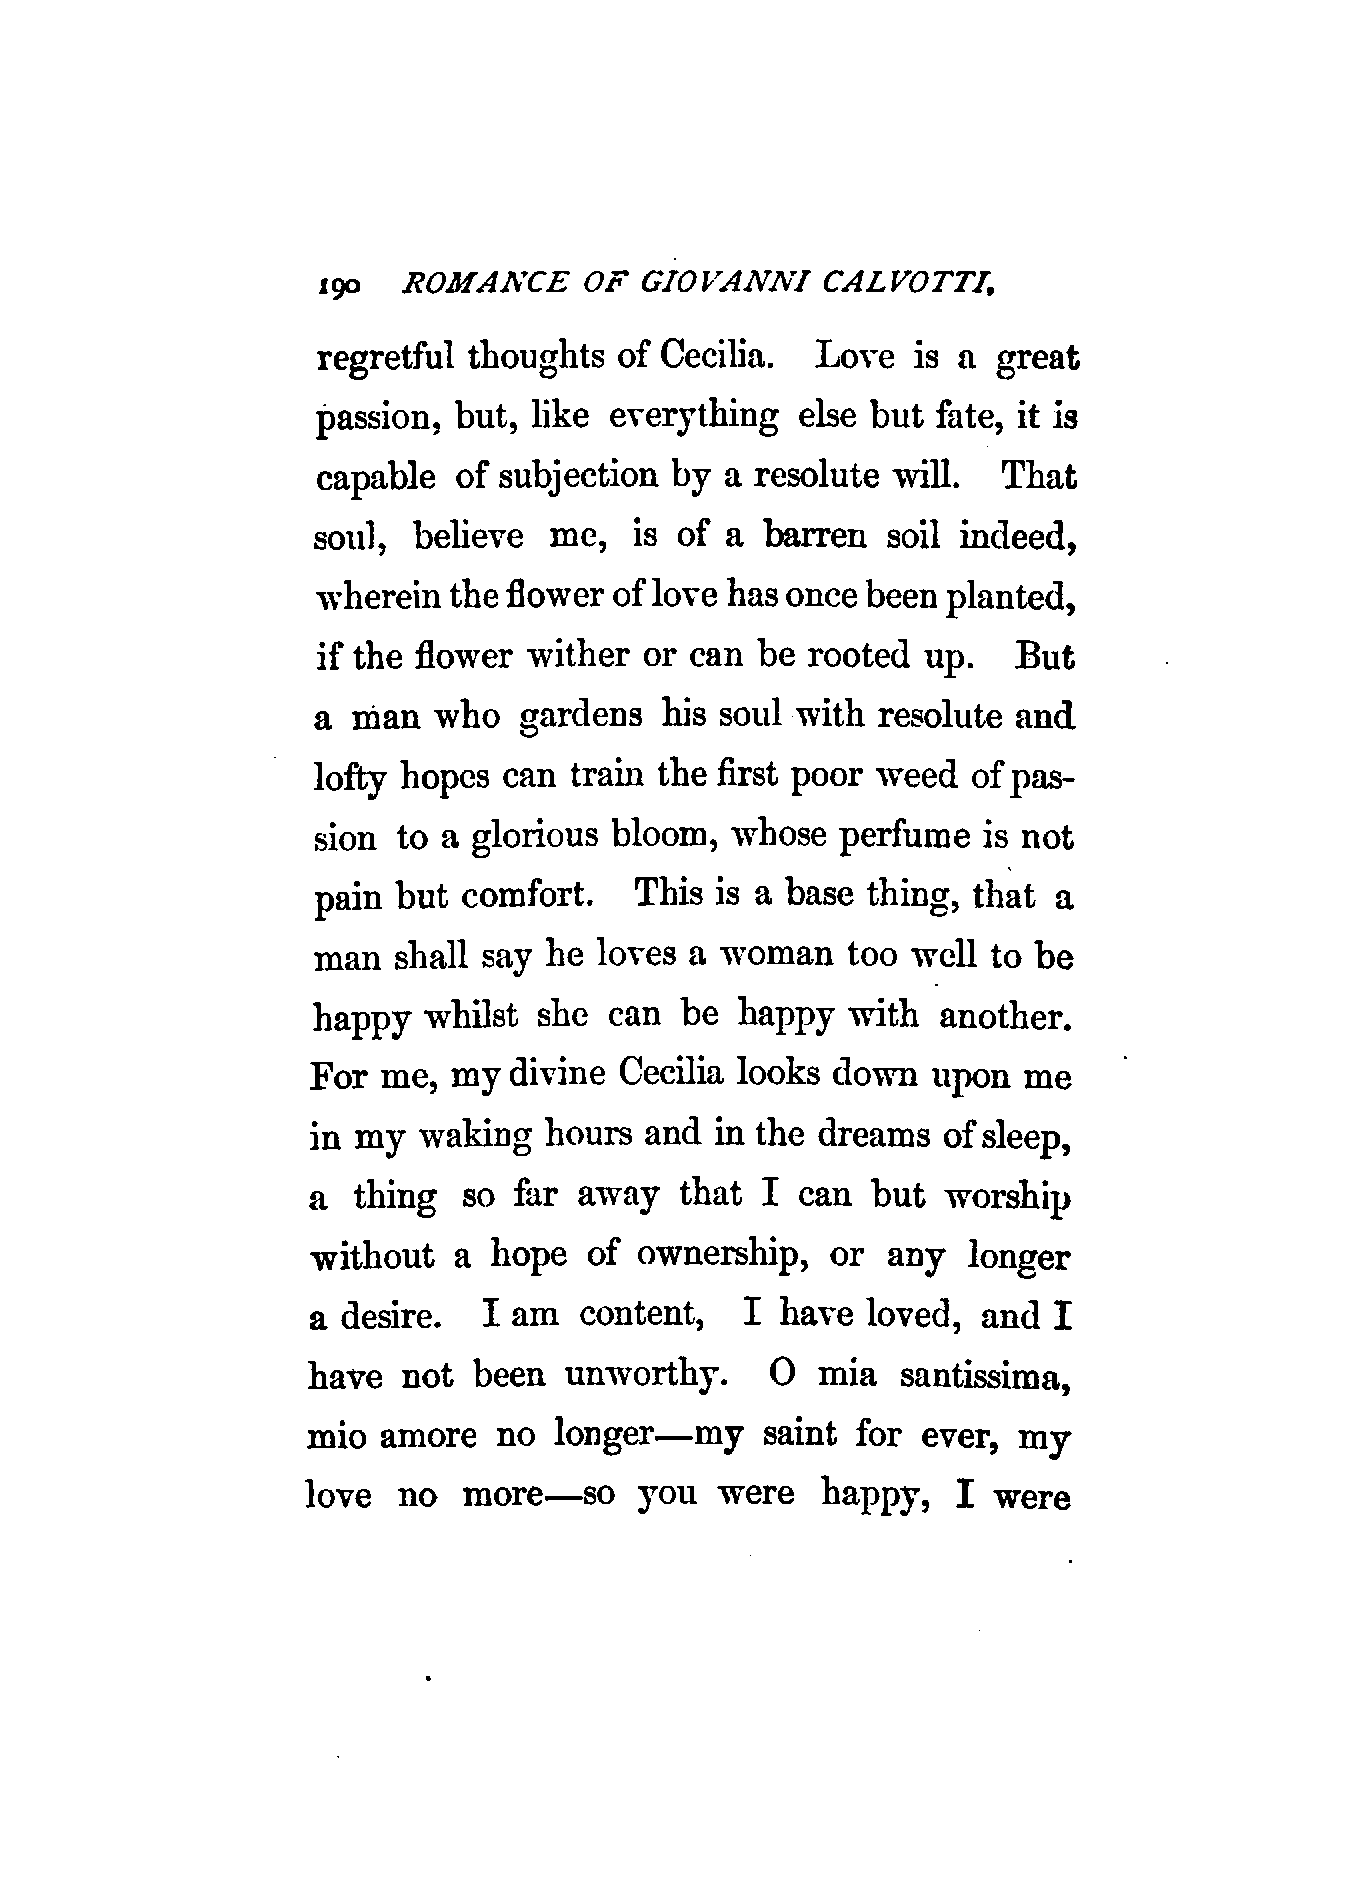 190 ROMANCE OF GIOVANNI CALVOTTI.
regretful thoughts of Cecilia. Love is a great
passion, but, like everything else but fate, it is
capable of subjection by a resolute will. That
soul, believe me, is of a barren soil indeed,
wherein the flower of love has once been planted,
if the flower wither or can be rooted up. But
a man who gardens his soul with resolute and
lofty hopes can train the first poor weed of pas-
sion to a glorious bloom, whose perfume is not
pain but comfort. This is a base thing, that a
man shall say he loves a woman too well to be
happy whilst she can be happy with another.
For me, my divine Cecilia looks down upon me
in my waking hours and in the dreams of sleep,
a thing so far away that I can but worship
without a hope of ownership, or any longer
a desire. I am content, I have loved, and I
have not been unworthy. O mia santissima,
mio amore no longer—my saint for ever, my
love no more—so you were happy, I were